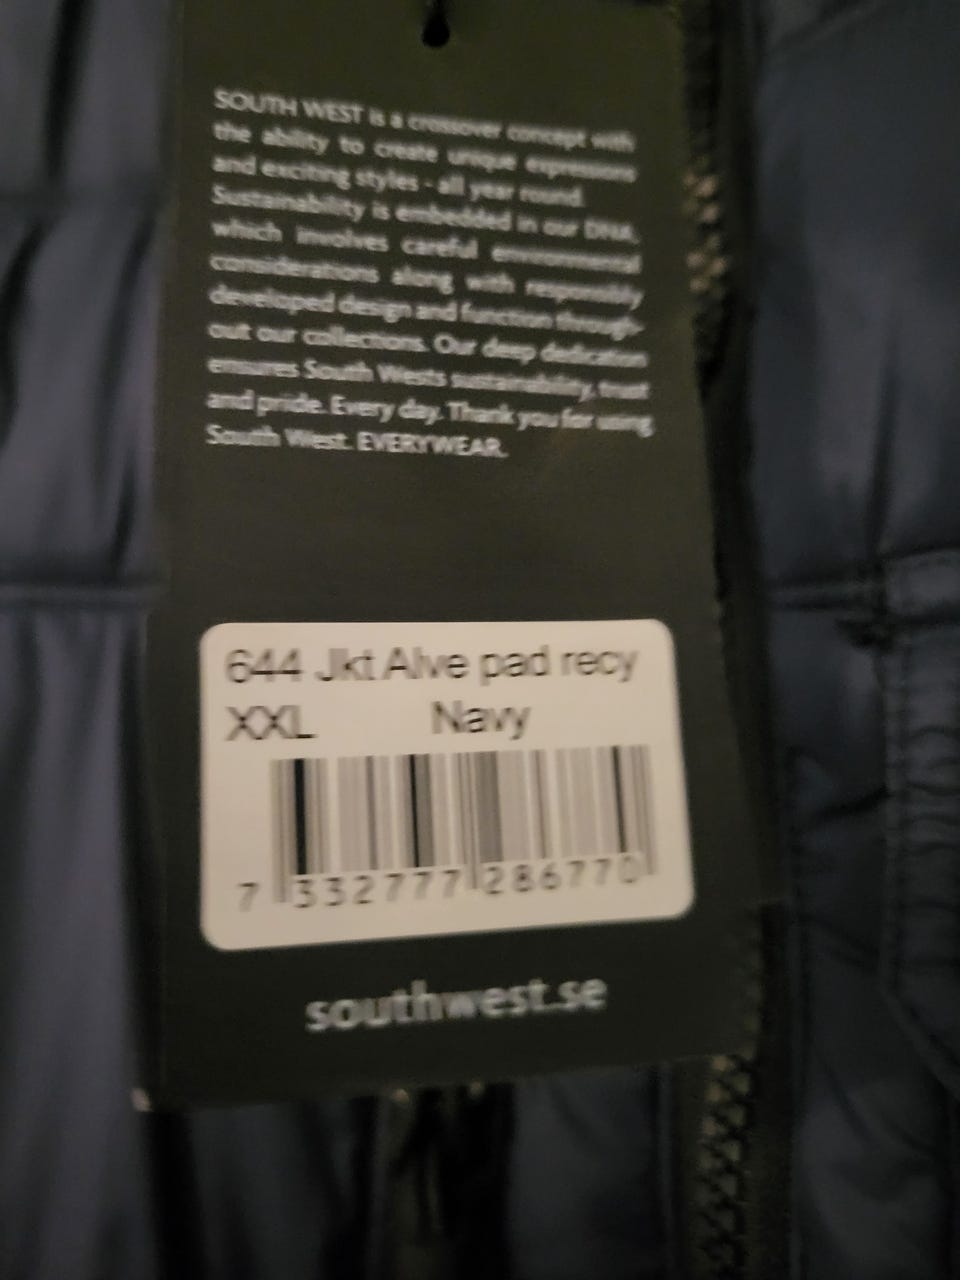 SOUTH WEST is a crossover concept with
the ability to create unique expressions
and exciting styles - all year round.
Sustainability is embedded in our DNA,
which involves careful environmental
considerations along with responsibly
developed design and function through-
out our collections. Our deep dedication
ensures South Wests sustainability, trust
and pride. Every day. Thank you for using
South West. EVERYWEAR.
644 Jkt Alve pad recy
XXL Navy
7 332777 286770
southwest.se